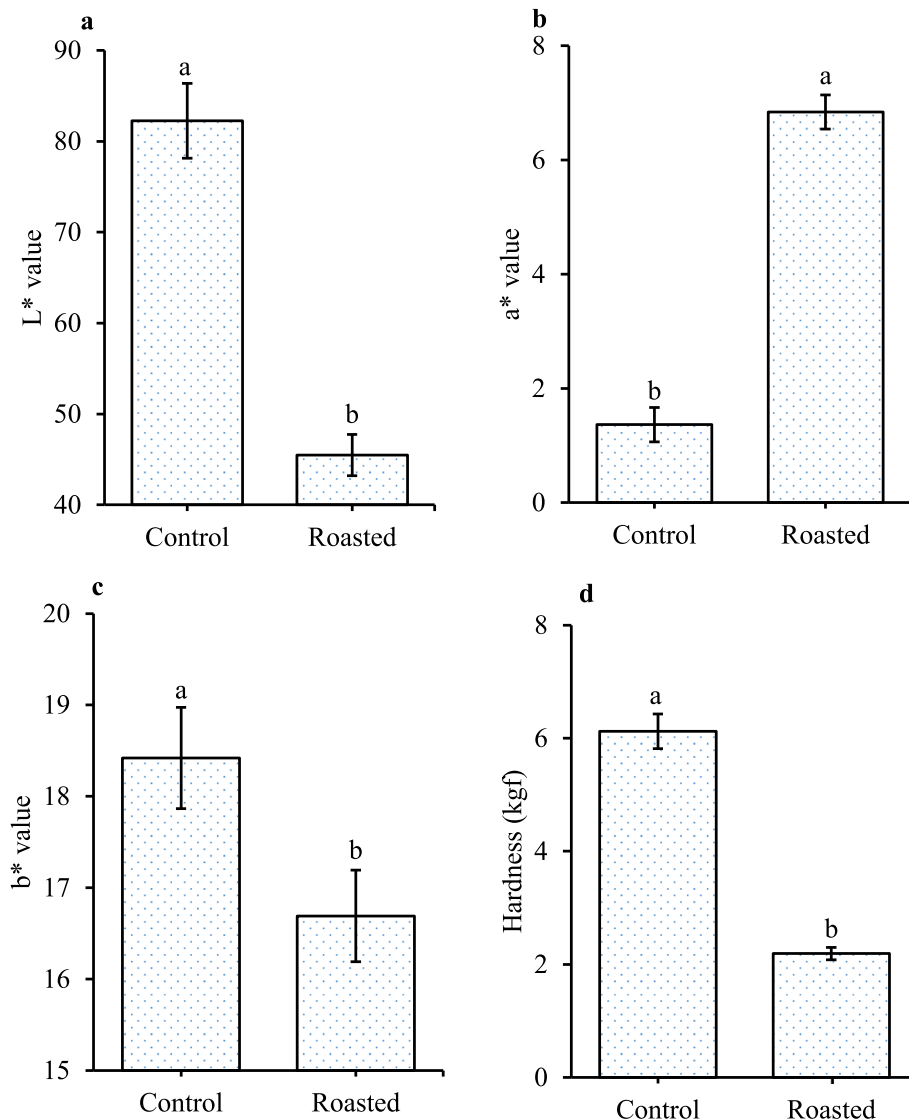 a
90
80
70
60
50
40
L* value
a
b
Control
Roasted
b
8
6
4
2
0
a* value
b
a
Control
Roasted
c
20
19
18
17
16
15
b* value
a
b
Control
Roasted
d
8
6
4
2
0
Hardness (kgf)
a
b
Control
Roasted